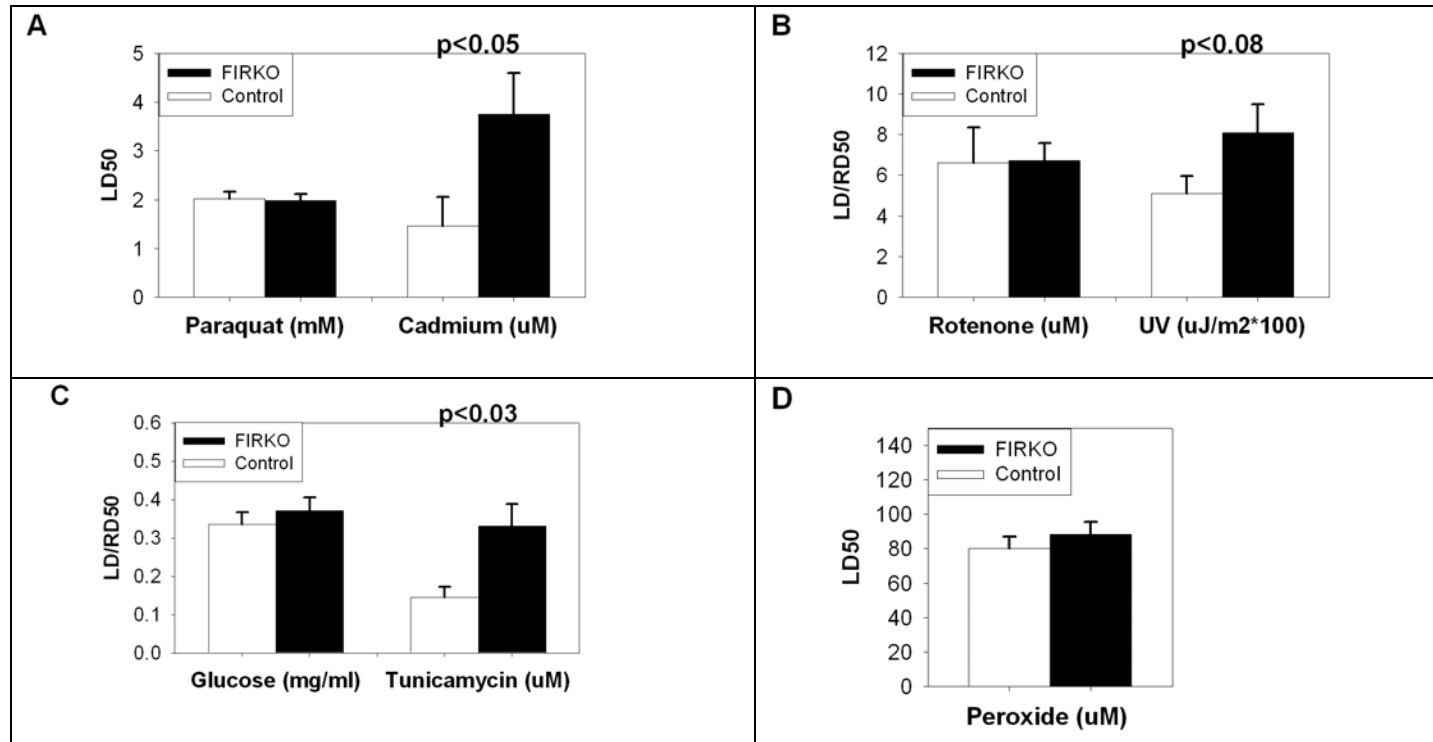 A
p<0.05
5
4
3
2
1
0
LD50
FIRKO
Control
Paraquat (mM) Cadmium (uM)
B
p<0.08
12
10
8
6
4
2
0
LD/RD50
FIRKO
Control
Rotenone (uM) UV (uJ/m2*100)
C
p<0.03
0.6
0.5
0.4
0.3
0.2
0.1
0.0
LD/RD50
FIRKO
Control
Glucose (mg/ml) Tunicamycin (uM)
D
140
120
100
80
60
40
20
0
LD50
FIRKO
Control
Peroxide (uM)